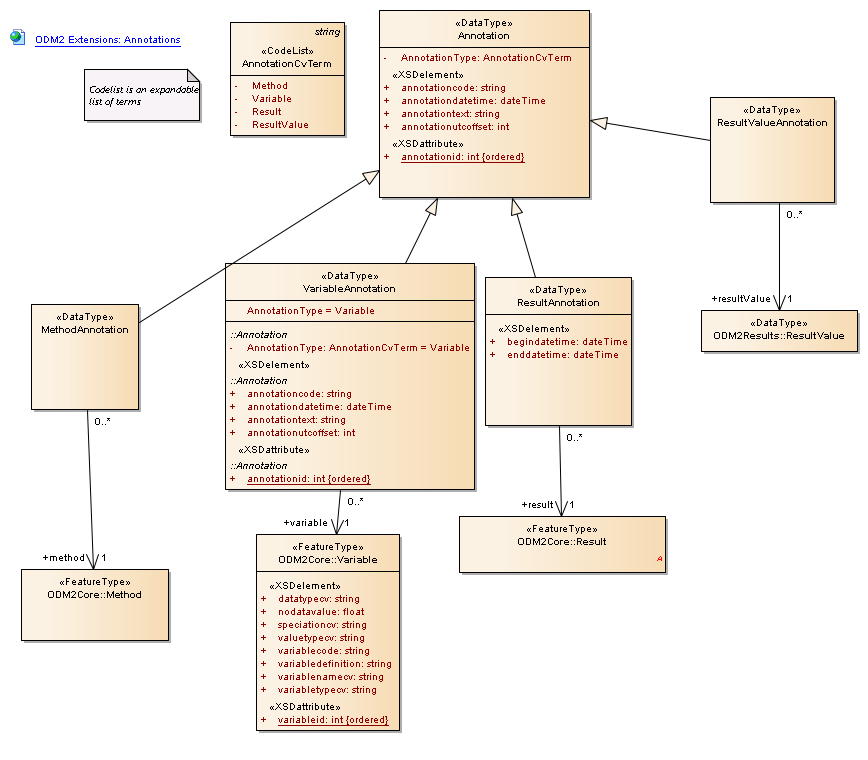 ODM2 Extensions: Annotations
Codelist is an expandable
list of terms
string
«CodeList»
AnnotationCvTerm
- Method
- Variable
- Result
- ResultValue
«DataType»
Annotation
- AnnotationType: AnnotationCvTerm
«XSDelement»
+ annotationcode: string
+ annotationdatetime: dateTime
+ annotationtext: string
+ annotationutcoffset: int
«XSDattribute»
+ annotationid: int {ordered}
«DataType»
ResultValueAnnotation
0..*
+resultValue 1
«DataType»
ODM2Results::ResultValue
«DataType»
MethodAnnotation
0..*
+method 1
«FeatureType»
ODM2Core::Method
«DataType»
VariableAnnotation
AnnotationType = Variable
::Annotation
- AnnotationType: AnnotationCvTerm = Variable
«XSDelement»
::Annotation
+ annotationcode: string
+ annotationdatetime: dateTime
+ annotationtext: string
+ annotationutcoffset: int
«XSDattribute»
::Annotation
+ annotationid: int {ordered}
0..*
+variable 1
«FeatureType»
ODM2Core::Variable
«XSDelement»
+ datatypecv: string
+ nodatavalue: float
+ speciationcv: string
+ valuetypecv: string
+ variablecode: string
+ variabledefinition: string
+ variablenamecv: string
+ variabletypecv: string
«XSDattribute»
+ variableid: int {ordered}
«DataType»
ResultAnnotation
«XSDelement»
+ begindatetime: dateTime
+ enddatetime: dateTime
0..*
+result 1
«FeatureType»
ODM2Core::Result
A